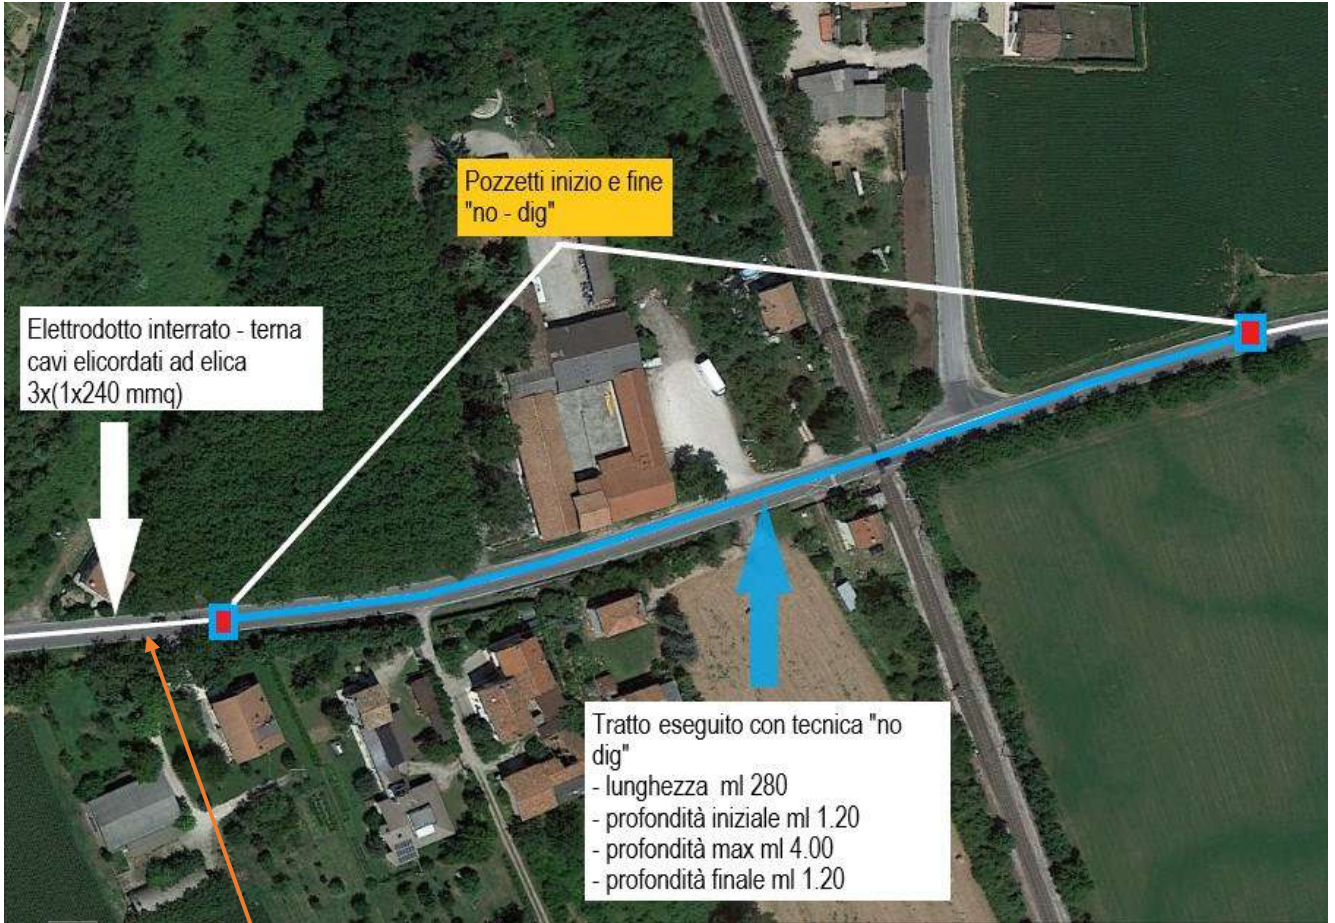 Pozzetti inizio e fine
"no - dig"
Elettrodotto interrato - terna
cavi elicordati ad elica
3x(1x240 mmq)
Tratto eseguito con tecnica "no
dig"
- lunghezza  ml 280
- profondità iniziale ml 1.20
- profondità max ml 4.00
- profondità finale ml 1.20